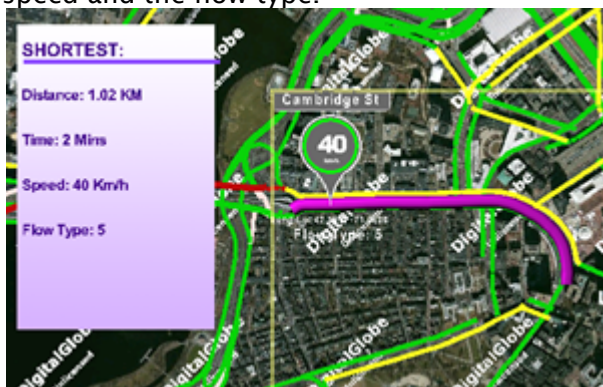 speed and the flow type.
SHORTEST:
Distance: 1.02 KM
Time: 2 Mins
Speed: 40 Km/h
Flow Type: 5
Cambridge St
40
Flow Type: 5
DigitalGlobe
DigitalGlobe
DigitalGlobe
DigitalGlobe
DigitalGlobe
DigitalGlobe
DigitalGlobe